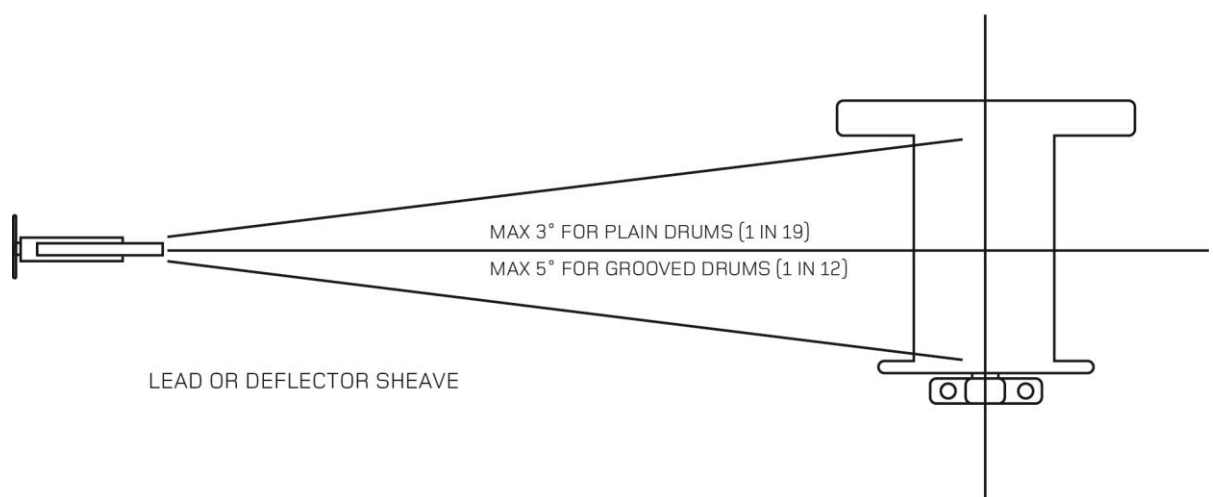 MAX 3° FOR PLAIN DRUMS (1 IN 19)
MAX 5° FOR GROOVED DRUMS (1 IN 12)
LEAD OR DEFLECTOR SHEAVE